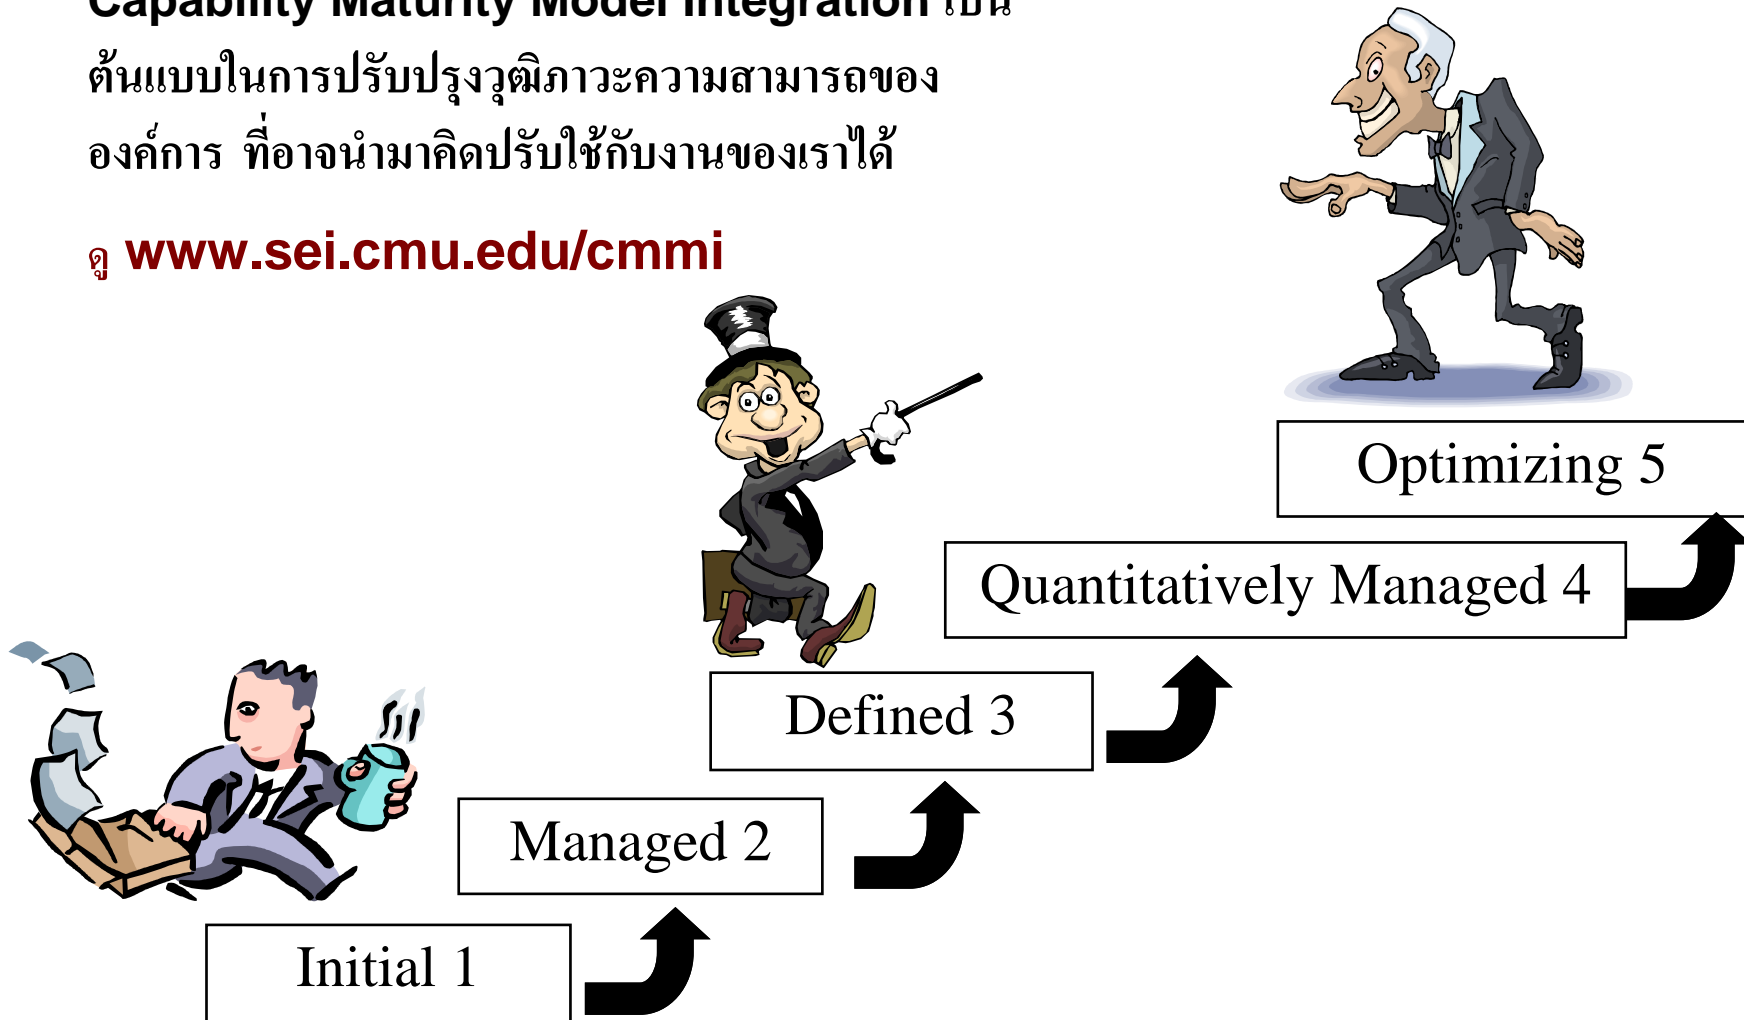 Capability Maturity Model Integration เป็น
ต้นแบบในการปรับปรุงวุฒิภาวะความสามารถของ
องค์การ ที่อาจนำมาคิดปรับใช้กับงานของเราได้
ดู www.sei.cmu.edu/cmmi
Optimizing 5
Quantitatively Managed 4
Defined 3
Managed 2
Initial 1